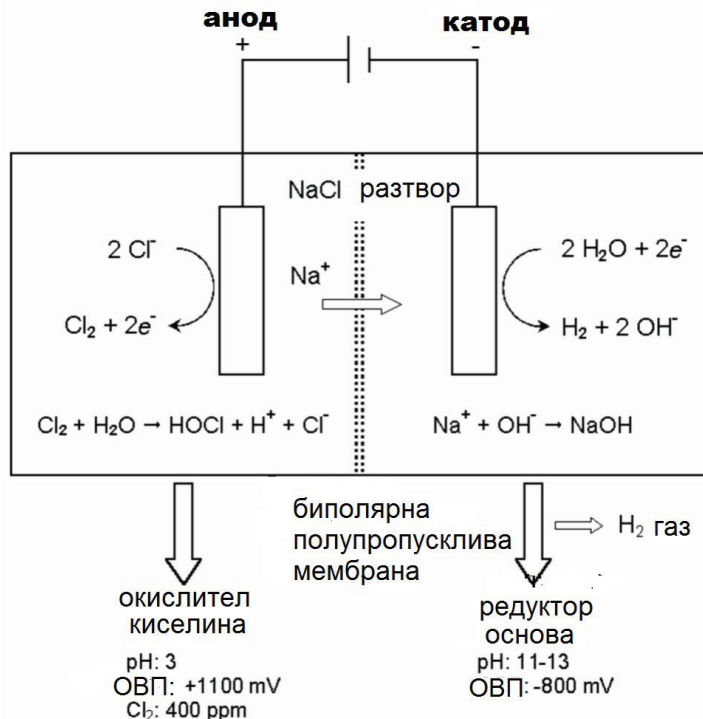 анод
+
катод
-
NaCl разтвор
2 Cl⁻
Cl₂ + 2e⁻
Na⁺
2 H₂O + 2e⁻
H₂ + 2 OH⁻
Cl₂ + H₂O → HOCl + H⁺ + Cl⁻
Na⁺ + OH⁻ → NaOH
биполярна
полупропусклива
мембрана
H₂ газ
окислител
киселина
pH: 3
ОВП: +1100 mV
Cl₂: 400 ppm
редуктор
основа
pH: 11-13
ОВП: -800 mV